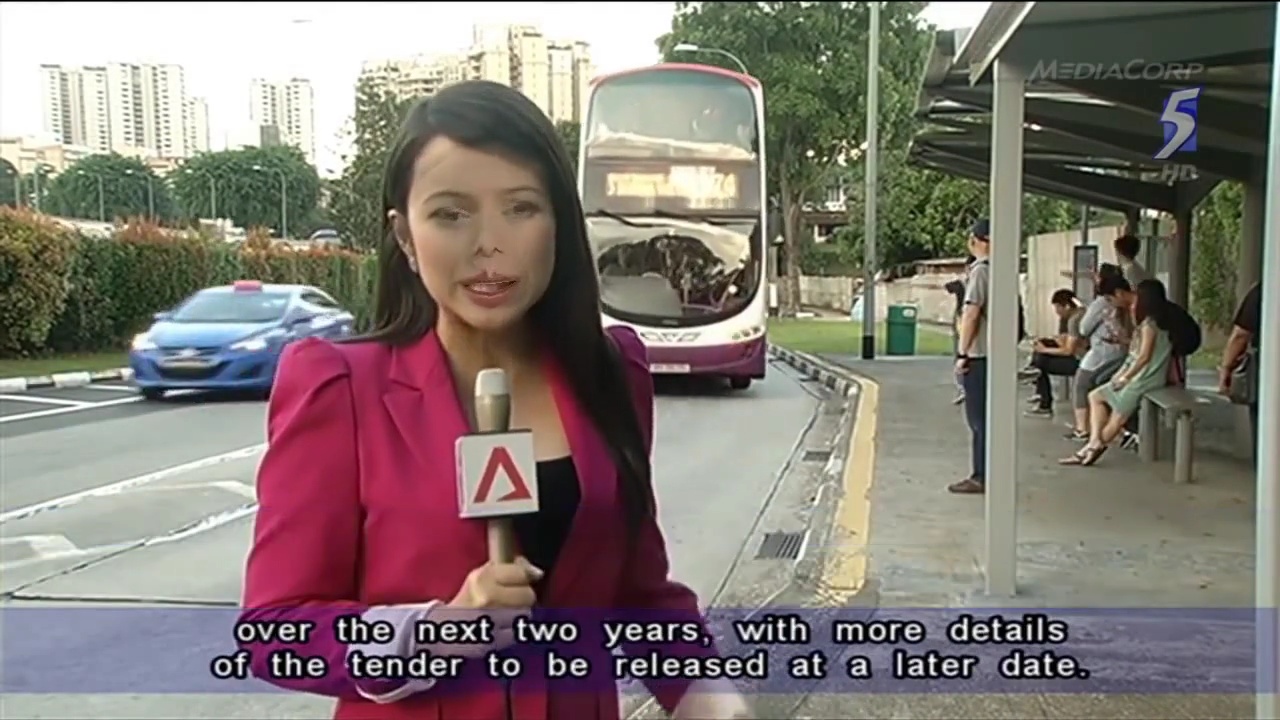 MEDIACORP
5
HD
over the next two years, with more details
of the tender to be released at a later date.